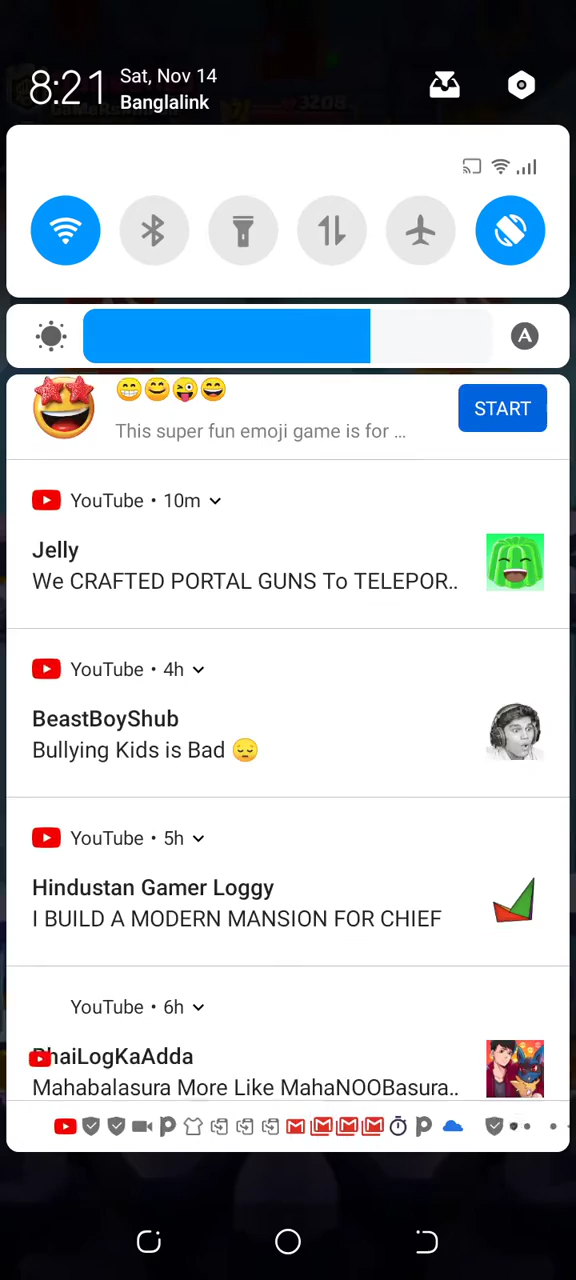 8:21
Sat, Nov 14
Banglalink
A
😁😊😜😄
This super fun emoji game is for ...
START
YouTube • 10m
Jelly
We CRAFTED PORTAL GUNS To TELEPOR..
YouTube • 4h
BeastBoyShub
Bullying Kids is Bad 😔
YouTube • 5h
Hindustan Gamer Loggy
I BUILD A MODERN MANSION FOR CHIEF
YouTube • 6h
BhaiLogKaAdda
Mahabalasura More Like MahaNOOBasura..